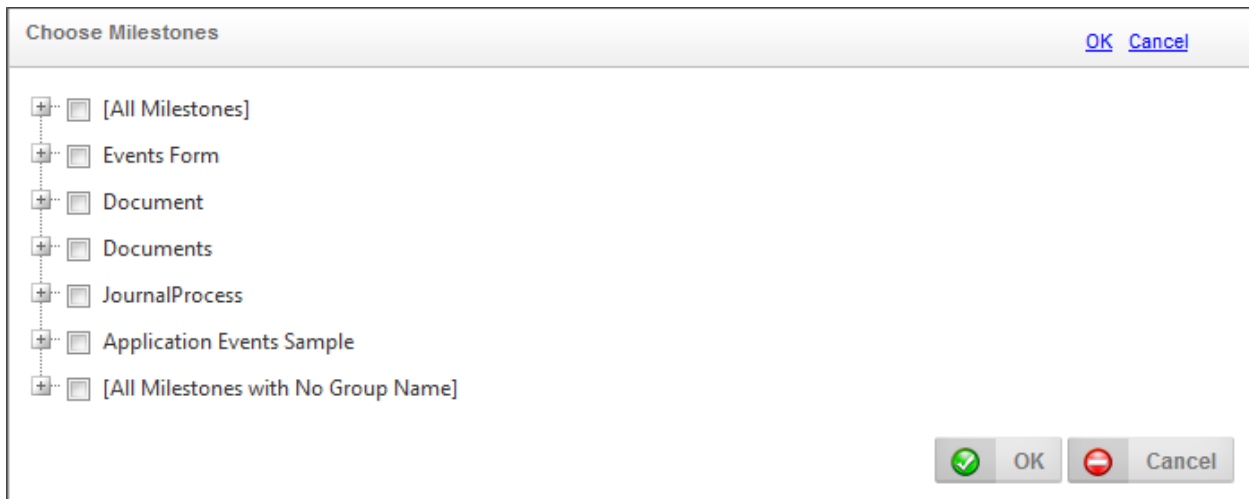 Choose Milestones
OK Cancel
[All Milestones]
Events Form
Document
Documents
JournalProcess
Application Events Sample
[All Milestones with No Group Name]
OK Cancel